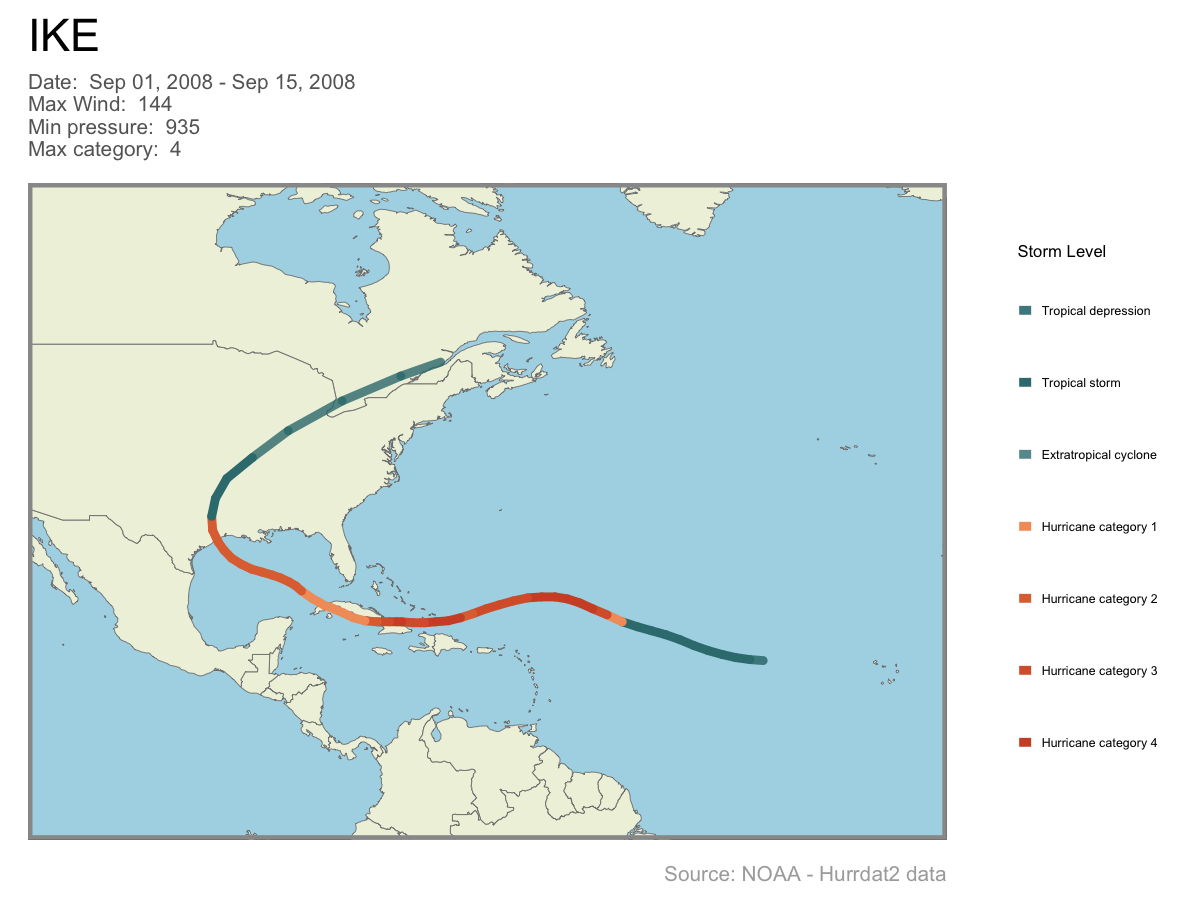 IKE
Date:  Sep 01, 2008 - Sep 15, 2008
Max Wind:  144
Min pressure:  935
Max category:  4
Storm Level
Tropical depression
Tropical storm
Extratropical cyclone
Hurricane category 1
Hurricane category 2
Hurricane category 3
Hurricane category 4
Source: NOAA - Hurrdat2 data